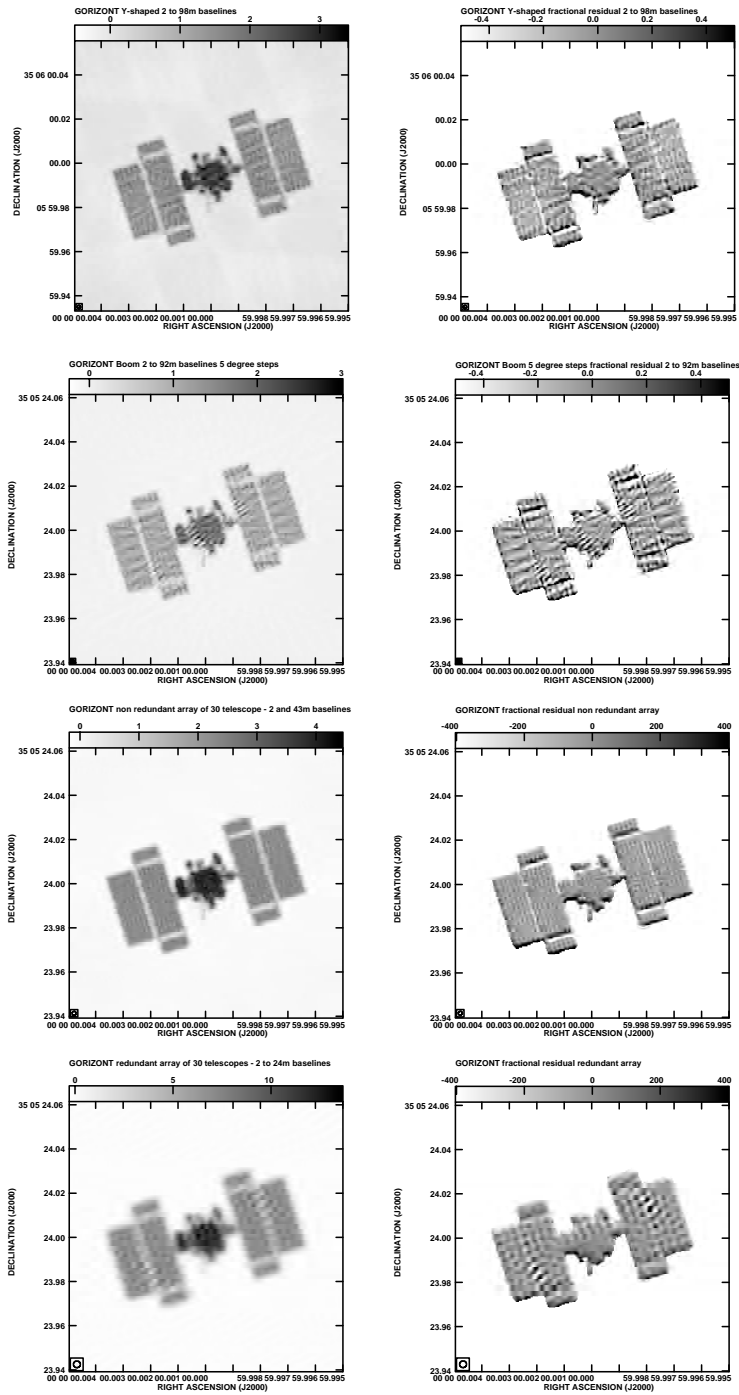 GORIZONT Y-shaped 2 to 98m baselines
0 1 2 3
35 06 00.04
00.02
00.00
05 59.98
59.96
59.94
DECLINATION (J2000)
00 00 00.004 00.003 00.002 00.001 00.000 59.998 59.997 59.996 59.995
RIGHT ASCENSION (J2000)
GORIZONT Y-shaped fractional residual 2 to 98m baselines
-0.4 -0.2 0.0 0.2 0.4
35 06 00.04
00.02
00.00
05 59.98
59.96
59.94
DECLINATION (J2000)
00 00 00.004 00.003 00.002 00.001 00.000 59.998 59.997 59.996 59.995
RIGHT ASCENSION (J2000)
GORIZONT Boom 2 to 92m baselines 5 degree steps
0 1 2 3
35 05 24.06
24.04
24.02
24.00
23.98
23.96
23.94
DECLINATION (J2000)
00 00 00.004 00.003 00.002 00.001 00.000 59.998 59.997 59.996 59.995
RIGHT ASCENSION (J2000)
GORIZONT Boom 5 degree steps fractional residual 2 to 92m baselines
-0.4 -0.2 0.0 0.2 0.4
35 05 24.06
24.04
24.02
24.00
23.98
23.96
23.94
DECLINATION (J2000)
00 00 00.004 00.003 00.002 00.001 00.000 59.998 59.997 59.996 59.995
RIGHT ASCENSION (J2000)
GORIZONT non redundant array of 30 telescope - 2 and 43m baselines
0 1 2 3 4
35 05 24.06
24.04
24.02
24.00
23.98
23.96
23.94
DECLINATION (J2000)
00 00 00.004 00.003 00.002 00.001 00.000 59.998 59.997 59.996 59.995
RIGHT ASCENSION (J2000)
GORIZONT fractional residual non redundant array
-400 -200 0 200 400
35 05 24.06
24.04
24.02
24.00
23.98
23.96
23.94
DECLINATION (J2000)
00 00 00.004 00.003 00.002 00.001 00.000 59.998 59.997 59.996 59.995
RIGHT ASCENSION (J2000)
GORIZONT redundant array of 30 telescopes - 2 to 24m baselines
0 5 10
35 05 24.06
24.04
24.02
24.00
23.98
23.96
23.94
DECLINATION (J2000)
00 00 00.004 00.003 00.002 00.001 00.000 59.998 59.997 59.996 59.995
RIGHT ASCENSION (J2000)
GORIZONT fractional residual redundant array
-400 -200 0 200 400
35 05 24.06
24.04
24.02
24.00
23.98
23.96
23.94
DECLINATION (J2000)
00 00 00.004 00.003 00.002 00.001 00.000 59.998 59.997 59.996 59.995
RIGHT ASCENSION (J2000)